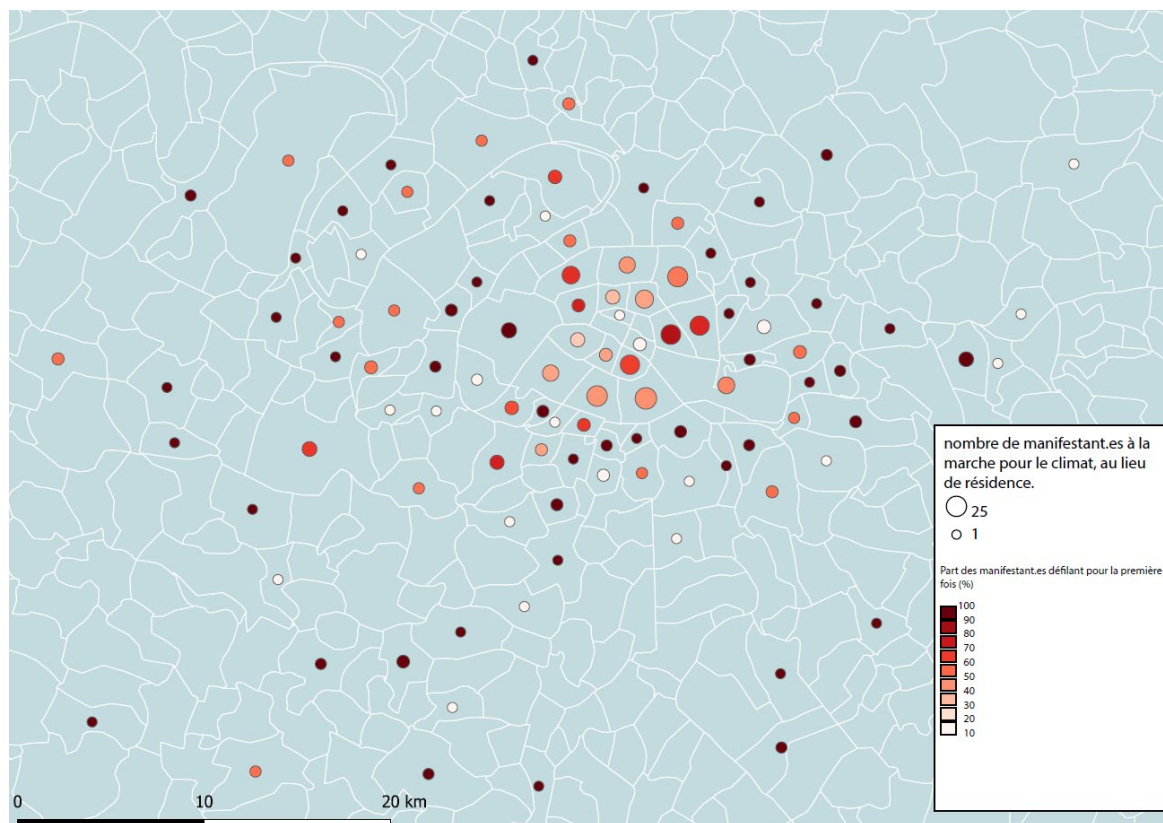 nombre de manifestant.es à la
marche pour le climat, au lieu
de résidence.
25
1
Part des manifestant.es défilant pour la première
fois (%)
100
90
80
70
60
50
40
30
20
10
0 10 20 km